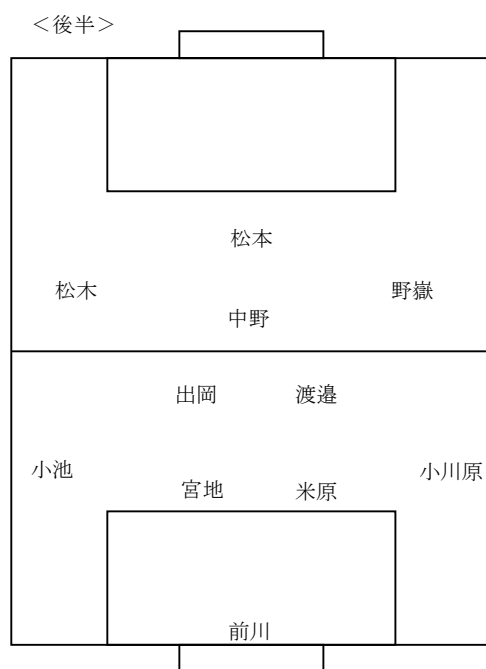 ＜後半＞
松本
松木 野嶽
中野
出岡 渡邉
小池 小川原
宮地 米原
前川